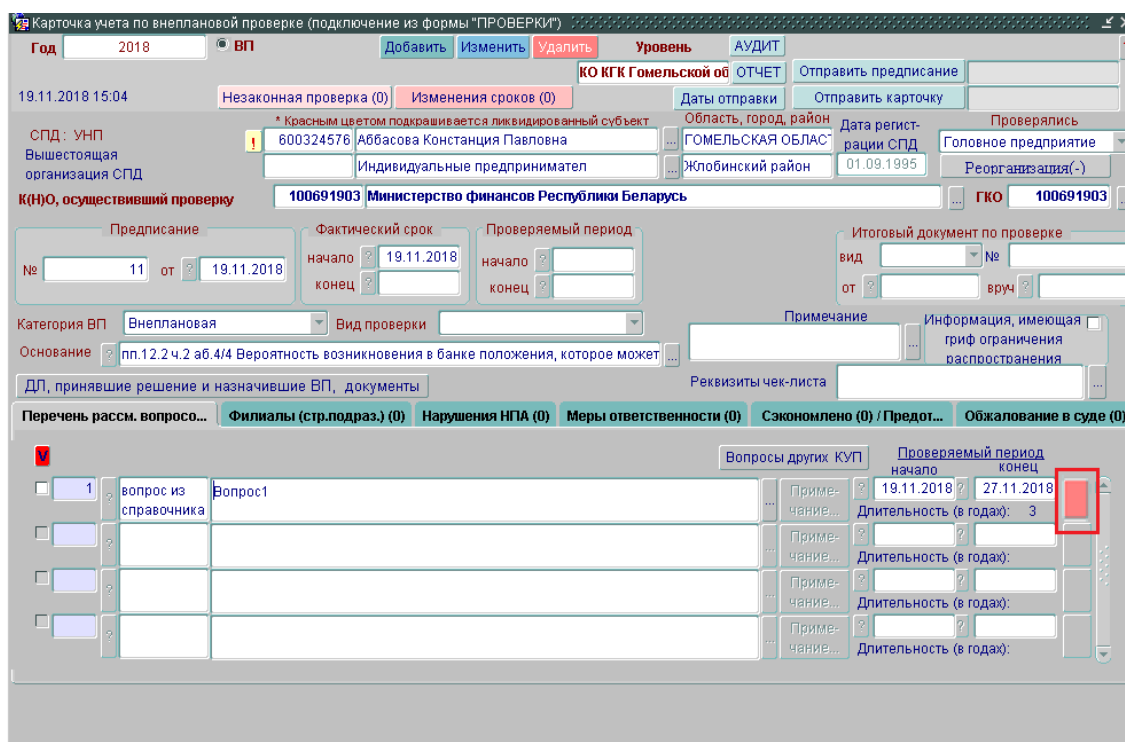 Карточка учета по внеплановой проверке (подключение из формы "ПРОВЕРКИ")
Год 2018 ВП Добавить Изменить Удалить Уровень АУДИТ
КО КГК Гомельской об ОТЧЕТ Отправить предписание
19.11.2018 15:04 Незаконная проверка (0) Изменения сроков (0) Даты отправки Отправить карточку
* Красным цветом подкрашивается ликвидированный субъект Область, город, район Дата регист- Проверялись
СПД: УНП ! 600324576 Аббасова Констанция Павловна ... ГОМЕЛЬСКАЯ ОБЛАС рации СПД Головное предприятие
Вышестоящая
организация СПД Индивидуальные предпринимател ... Жлобинский район 01.09.1995 Реорганизация(-)
К(Н)О, осуществивший проверку 100691903 Министерство финансов Республики Беларусь ... ГКО 100691903
Предписание Фактический срок Проверяемый период Итоговый документ по проверке
№ 11 от ? 19.11.2018 начало ? 19.11.2018 начало ? вид №
конец ? конец ? от ? вруч ?
Категория ВП Внеплановая Вид проверки Примечание ... Информация, имеющая
гриф ограничения
распространения
Основание ? пп.12.2 ч.2 аб.4/4 Вероятность возникновения в банке положения, которое может ...
ДЛ, принявшие решение и назначившие ВП, документы Реквизиты чек-листа ...
Перечень рассм. вопросо... Филиалы (стр.подраз.) (0) Нарушения НПА (0) Меры ответственности (0) Сэкономлено (0) / Предот... Обжалование в суде (0)
V Вопросы других КУП Проверяемый период
начало конец
1 ? вопрос из справочника Вопрос1 ... Приме- ? 19.11.2018 ? 27.11.2018
чание... Длительность (в годах): 3
? ... Приме- ? ?
чание... Длительность (в годах):
? ... Приме- ? ?
чание... Длительность (в годах):
? ... Приме- ? ?
чание... Длительность (в годах):